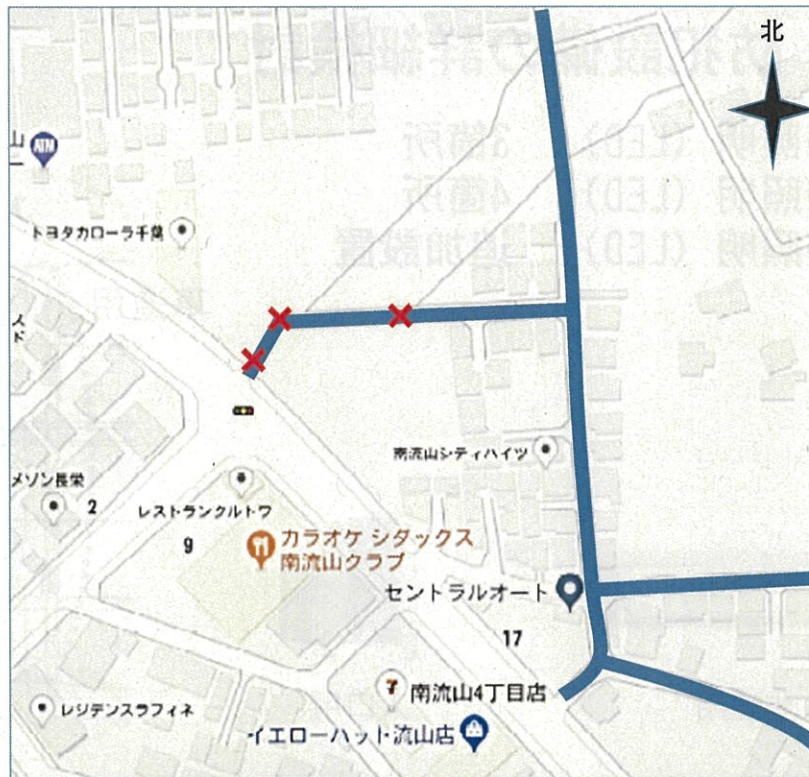 北
ATM
トヨタカローラ千葉
南流山シティハイツ
メゾン長栄
2
レストランクルトワ
9
カラオケ シダックス
南流山クラブ
セントラルオート
17
南流山4丁目店
レジデンスラフィネ
イエローハット流山店